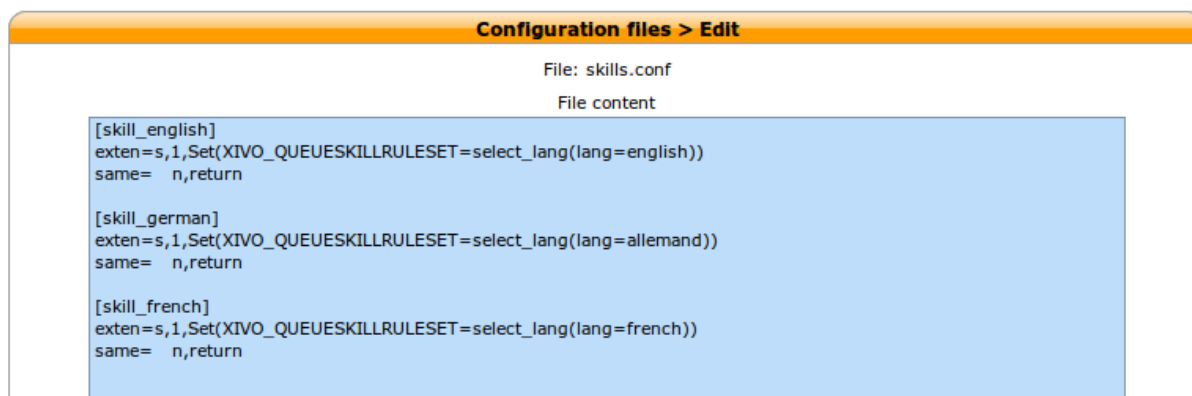 Configuration files > Edit
File: skills.conf
File content
[skill_english]
exten=s,1,Set(XIVO_QUEUESKILLRULESET=select_lang(lang=english))
same=   n,return
[skill_german]
exten=s,1,Set(XIVO_QUEUESKILLRULESET=select_lang(lang=allemand))
same=   n,return
[skill_french]
exten=s,1,Set(XIVO_QUEUESKILLRULESET=select_lang(lang=french))
same=   n,return